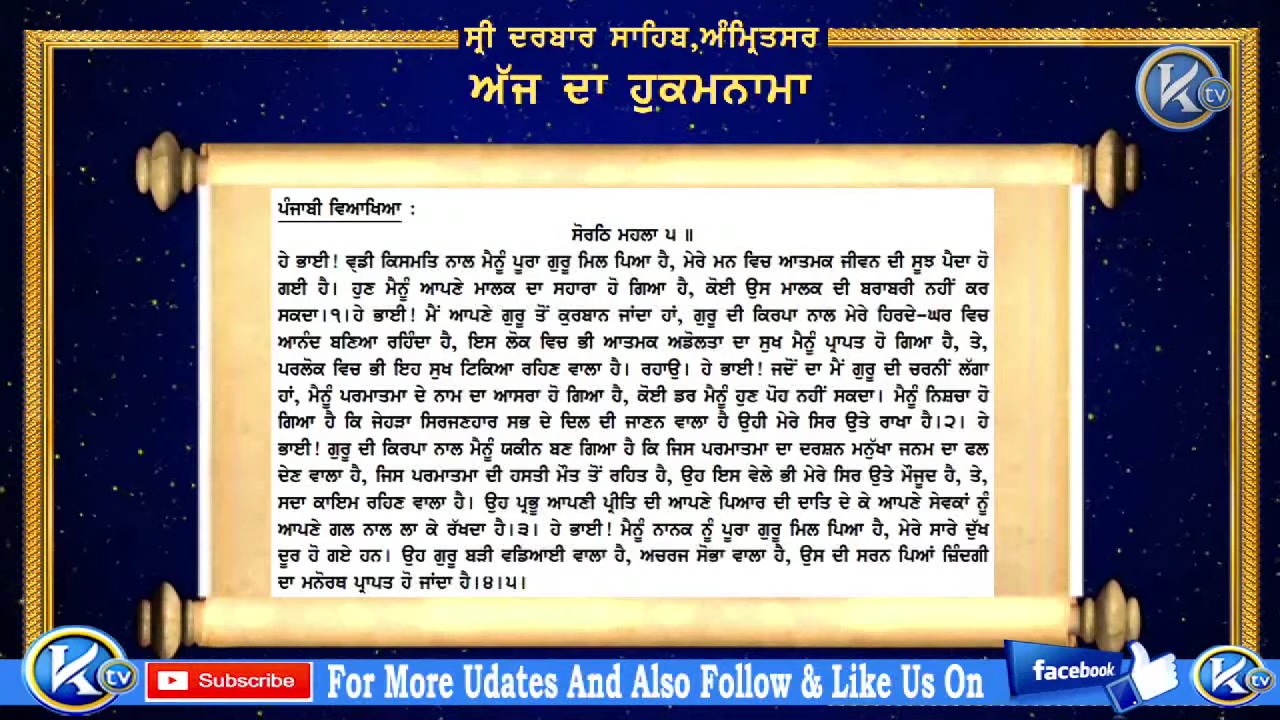 ਸ੍ਰੀ ਦਰਬਾਰ ਸਾਹਿਬ,ਅੰਮ੍ਰਿਤਸਰ
ਅੱਜ ਦਾ ਹੁਕਮਨਾਮਾ
K tv
ਪੰਜਾਬੀ ਵਿਆਖਿਆ :
ਸੋਰਠਿ ਮਹਲਾ ੫ ॥
ਹੇ ਭਾਈ! ਵ੍ਡੀ ਕਿਸਮਤਿ ਨਾਲ ਮੈਨੂੰ ਪੂਰਾ ਗੁਰੂ ਮਿਲ ਪਿਆ ਹੈ, ਮੇਰੇ ਮਨ ਵਿਚ ਆਤਮਕ ਜੀਵਨ ਦੀ ਸੂਝ ਪੈਦਾ ਹੋ
ਗਈ ਹੈ। ਹੁਣ ਮੈਨੂੰ ਆਪਣੇ ਮਾਲਕ ਦਾ ਸਹਾਰਾ ਹੋ ਗਿਆ ਹੈ, ਕੋਈ ਉਸ ਮਾਲਕ ਦੀ ਬਰਾਬਰੀ ਨਹੀਂ ਕਰ
ਸਕਦਾ।੧।ਹੇ ਭਾਈ! ਮੈਂ ਆਪਣੇ ਗੁਰੂ ਤੋਂ ਕੁਰਬਾਨ ਜਾਂਦਾ ਹਾਂ, ਗੁਰੂ ਦੀ ਕਿਰਪਾ ਨਾਲ ਮੇਰੇ ਹਿਰਦੇ-ਘਰ ਵਿਚ
ਆਨੰਦ ਬਣਿਆ ਰਹਿੰਦਾ ਹੈ, ਇਸ ਲੋਕ ਵਿਚ ਭੀ ਆਤਮਕ ਅਡੋਲਤਾ ਦਾ ਸੁਖ ਮੈਨੂੰ ਪ੍ਰਾਪਤ ਹੋ ਗਿਆ ਹੈ, ਤੇ,
ਪਰਲੋਕ ਵਿਚ ਭੀ ਇਹ ਸੁਖ ਟਿਕਿਆ ਰਹਿਣ ਵਾਲਾ ਹੈ। ਰਹਾਉ। ਹੇ ਭਾਈ! ਜਦੋਂ ਦਾ ਮੈਂ ਗੁਰੂ ਦੀ ਚਰਨੀਂ ਲੱਗਾ
ਹਾਂ, ਮੈਨੂੰ ਪਰਮਾਤਮਾ ਦੇ ਨਾਮ ਦਾ ਆਸਰਾ ਹੋ ਗਿਆ ਹੈ, ਕੋਈ ਡਰ ਮੈਨੂੰ ਹੁਣ ਪੋਹ ਨਹੀਂ ਸਕਦਾ। ਮੈਨੂੰ ਨਿਸ਼ਚਾ ਹੋ
ਗਿਆ ਹੈ ਕਿ ਜੇਹੜਾ ਸਿਰਜਣਹਾਰ ਸਭ ਦੇ ਦਿਲ ਦੀ ਜਾਣਨ ਵਾਲਾ ਹੈ ਉਹੀ ਮੇਰੇ ਸਿਰ ਉਤੇ ਰਾਖਾ ਹੈ।੨। ਹੇ
ਭਾਈ! ਗੁਰੂ ਦੀ ਕਿਰਪਾ ਨਾਲ ਮੈਨੂੰ ਯਕੀਨ ਬਣ ਗਿਆ ਹੈ ਕਿ ਜਿਸ ਪਰਮਾਤਮਾ ਦਾ ਦਰਸ਼ਨ ਮਨੁੱਖਾ ਜਨਮ ਦਾ ਫਲ
ਦੇਣ ਵਾਲਾ ਹੈ, ਜਿਸ ਪਰਮਾਤਮਾ ਦੀ ਹਸਤੀ ਮੌਤ ਤੋਂ ਰਹਿਤ ਹੈ, ਉਹ ਇਸ ਵੇਲੇ ਭੀ ਮੇਰੇ ਸਿਰ ਉਤੇ ਮੌਜੂਦ ਹੈ, ਤੇ,
ਸਦਾ ਕਾਇਮ ਰਹਿਣ ਵਾਲਾ ਹੈ। ਉਹ ਪ੍ਰਭੂ ਆਪਣੀ ਪ੍ਰੀਤਿ ਦੀ ਆਪਣੇ ਪਿਆਰ ਦੀ ਦਾਤਿ ਦੇ ਕੇ ਆਪਣੇ ਸੇਵਕਾਂ ਨੂੰ
ਆਪਣੇ ਗਲ ਨਾਲ ਲਾ ਕੇ ਰੱਖਦਾ ਹੈ।੩। ਹੇ ਭਾਈ! ਮੈਨੂੰ ਨਾਨਕ ਨੂੰ ਪੂਰਾ ਗੁਰੂ ਮਿਲ ਪਿਆ ਹੈ, ਮੇਰੇ ਸਾਰੇ ਦੁੱਖ
ਦੂਰ ਹੋ ਗਏ ਹਨ। ਉਹ ਗੁਰੂ ਬੜੀ ਵਡਿਆਈ ਵਾਲਾ ਹੈ, ਅਚਰਜ ਸੋਭਾ ਵਾਲਾ ਹੈ, ਉਸ ਦੀ ਸਰਨ ਪਿਆਂ ਜ਼ਿੰਦਗੀ
ਦਾ ਮਨੋਰਥ ਪ੍ਰਾਪਤ ਹੋ ਜਾਂਦਾ ਹੈ।੪।੫।
K tv Subscribe For More Udates And Also Follow & Like Us On facebook K tv